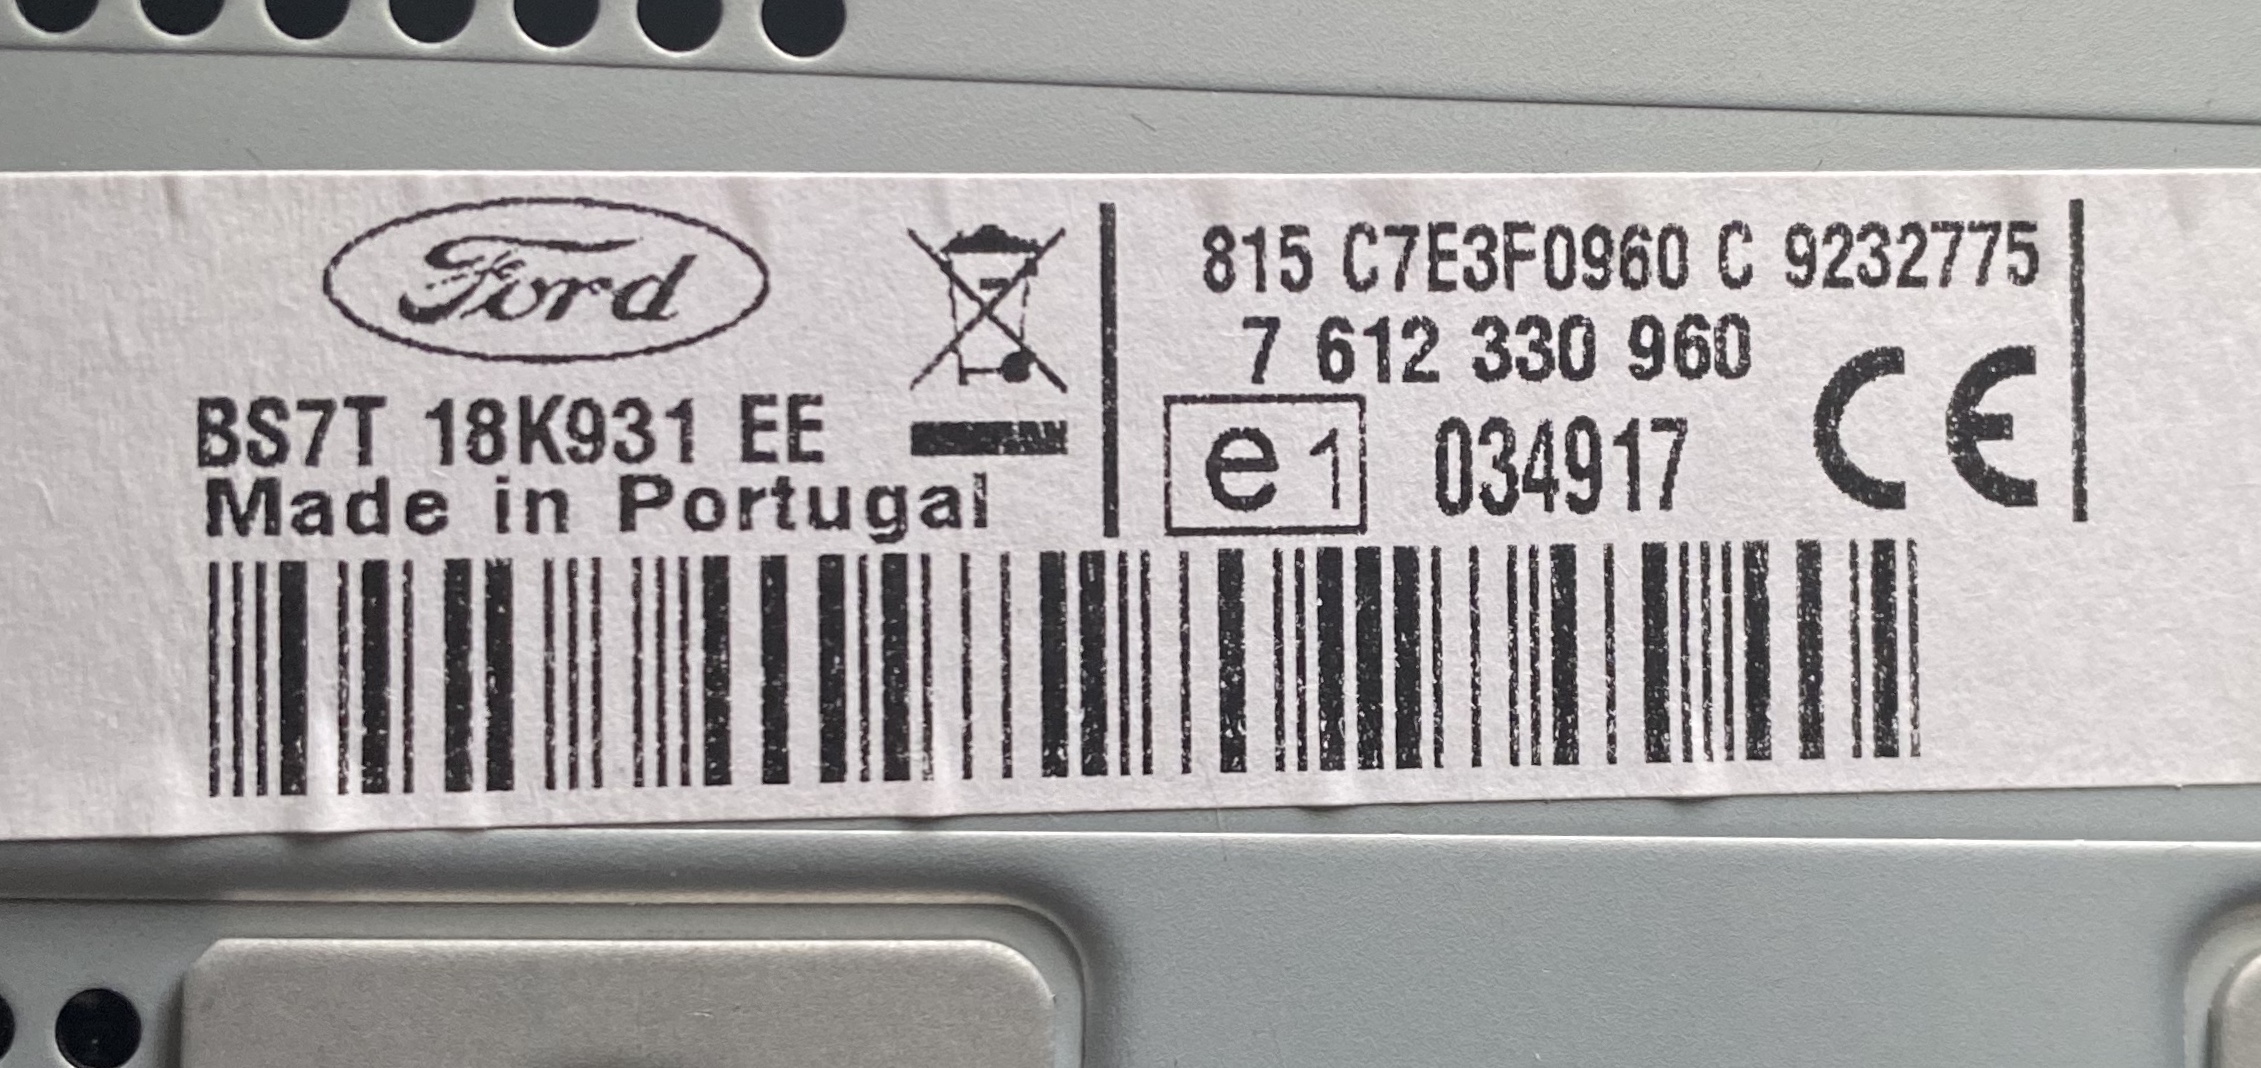 Ford
BS7T 18K931 EE
Made in Portugal
815 C7E3F0960 C 9232775
7 612 330 960
e1 034917 CE